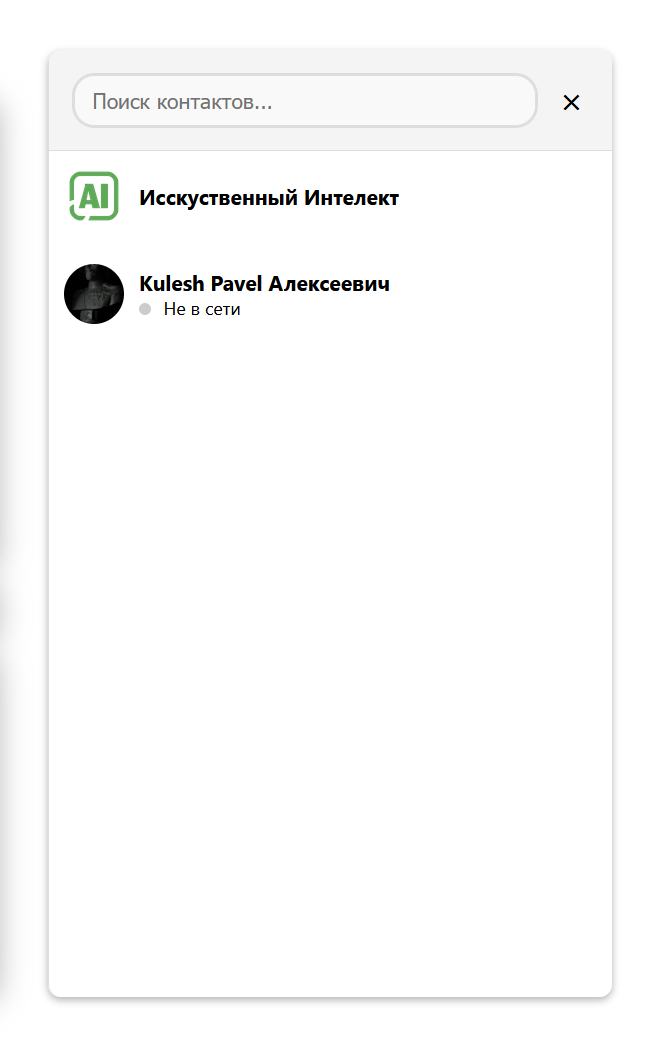 Поиск контактов...
AI
Исскуственный Интелект
Kulesh Pavel Алексеевич
Не в сети